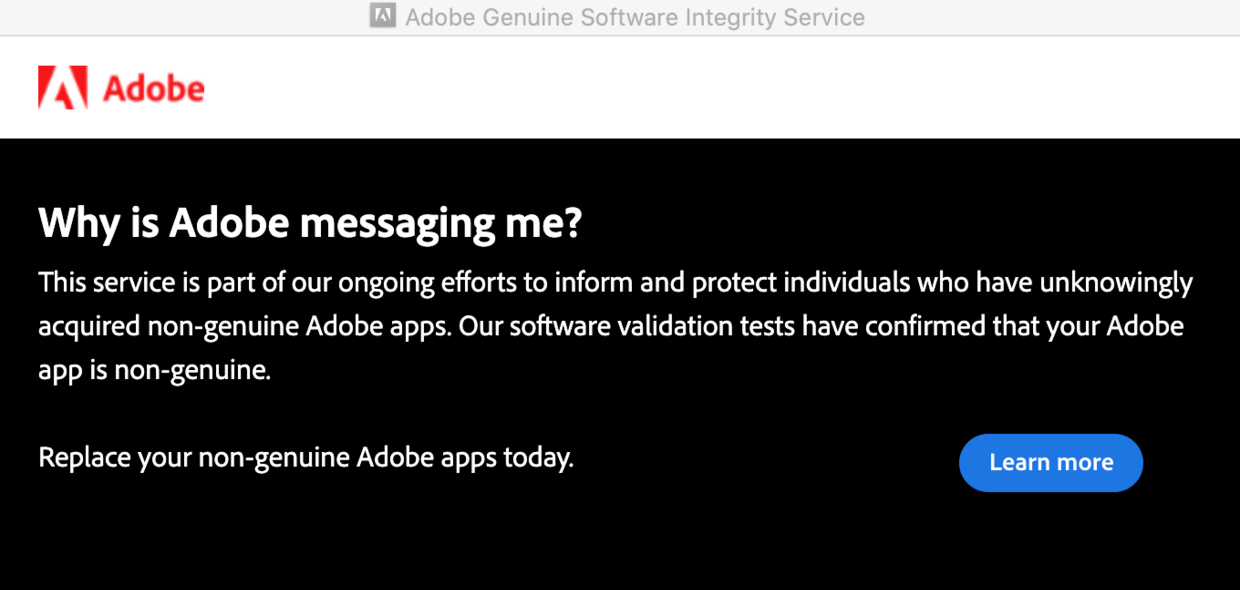 Adobe Genuine Software Integrity Service
Adobe
Why is Adobe messaging me?
This service is part of our ongoing efforts to inform and protect individuals who have unknowingly
acquired non-genuine Adobe apps. Our software validation tests have confirmed that your Adobe
app is non-genuine.
Replace your non-genuine Adobe apps today.
Learn more